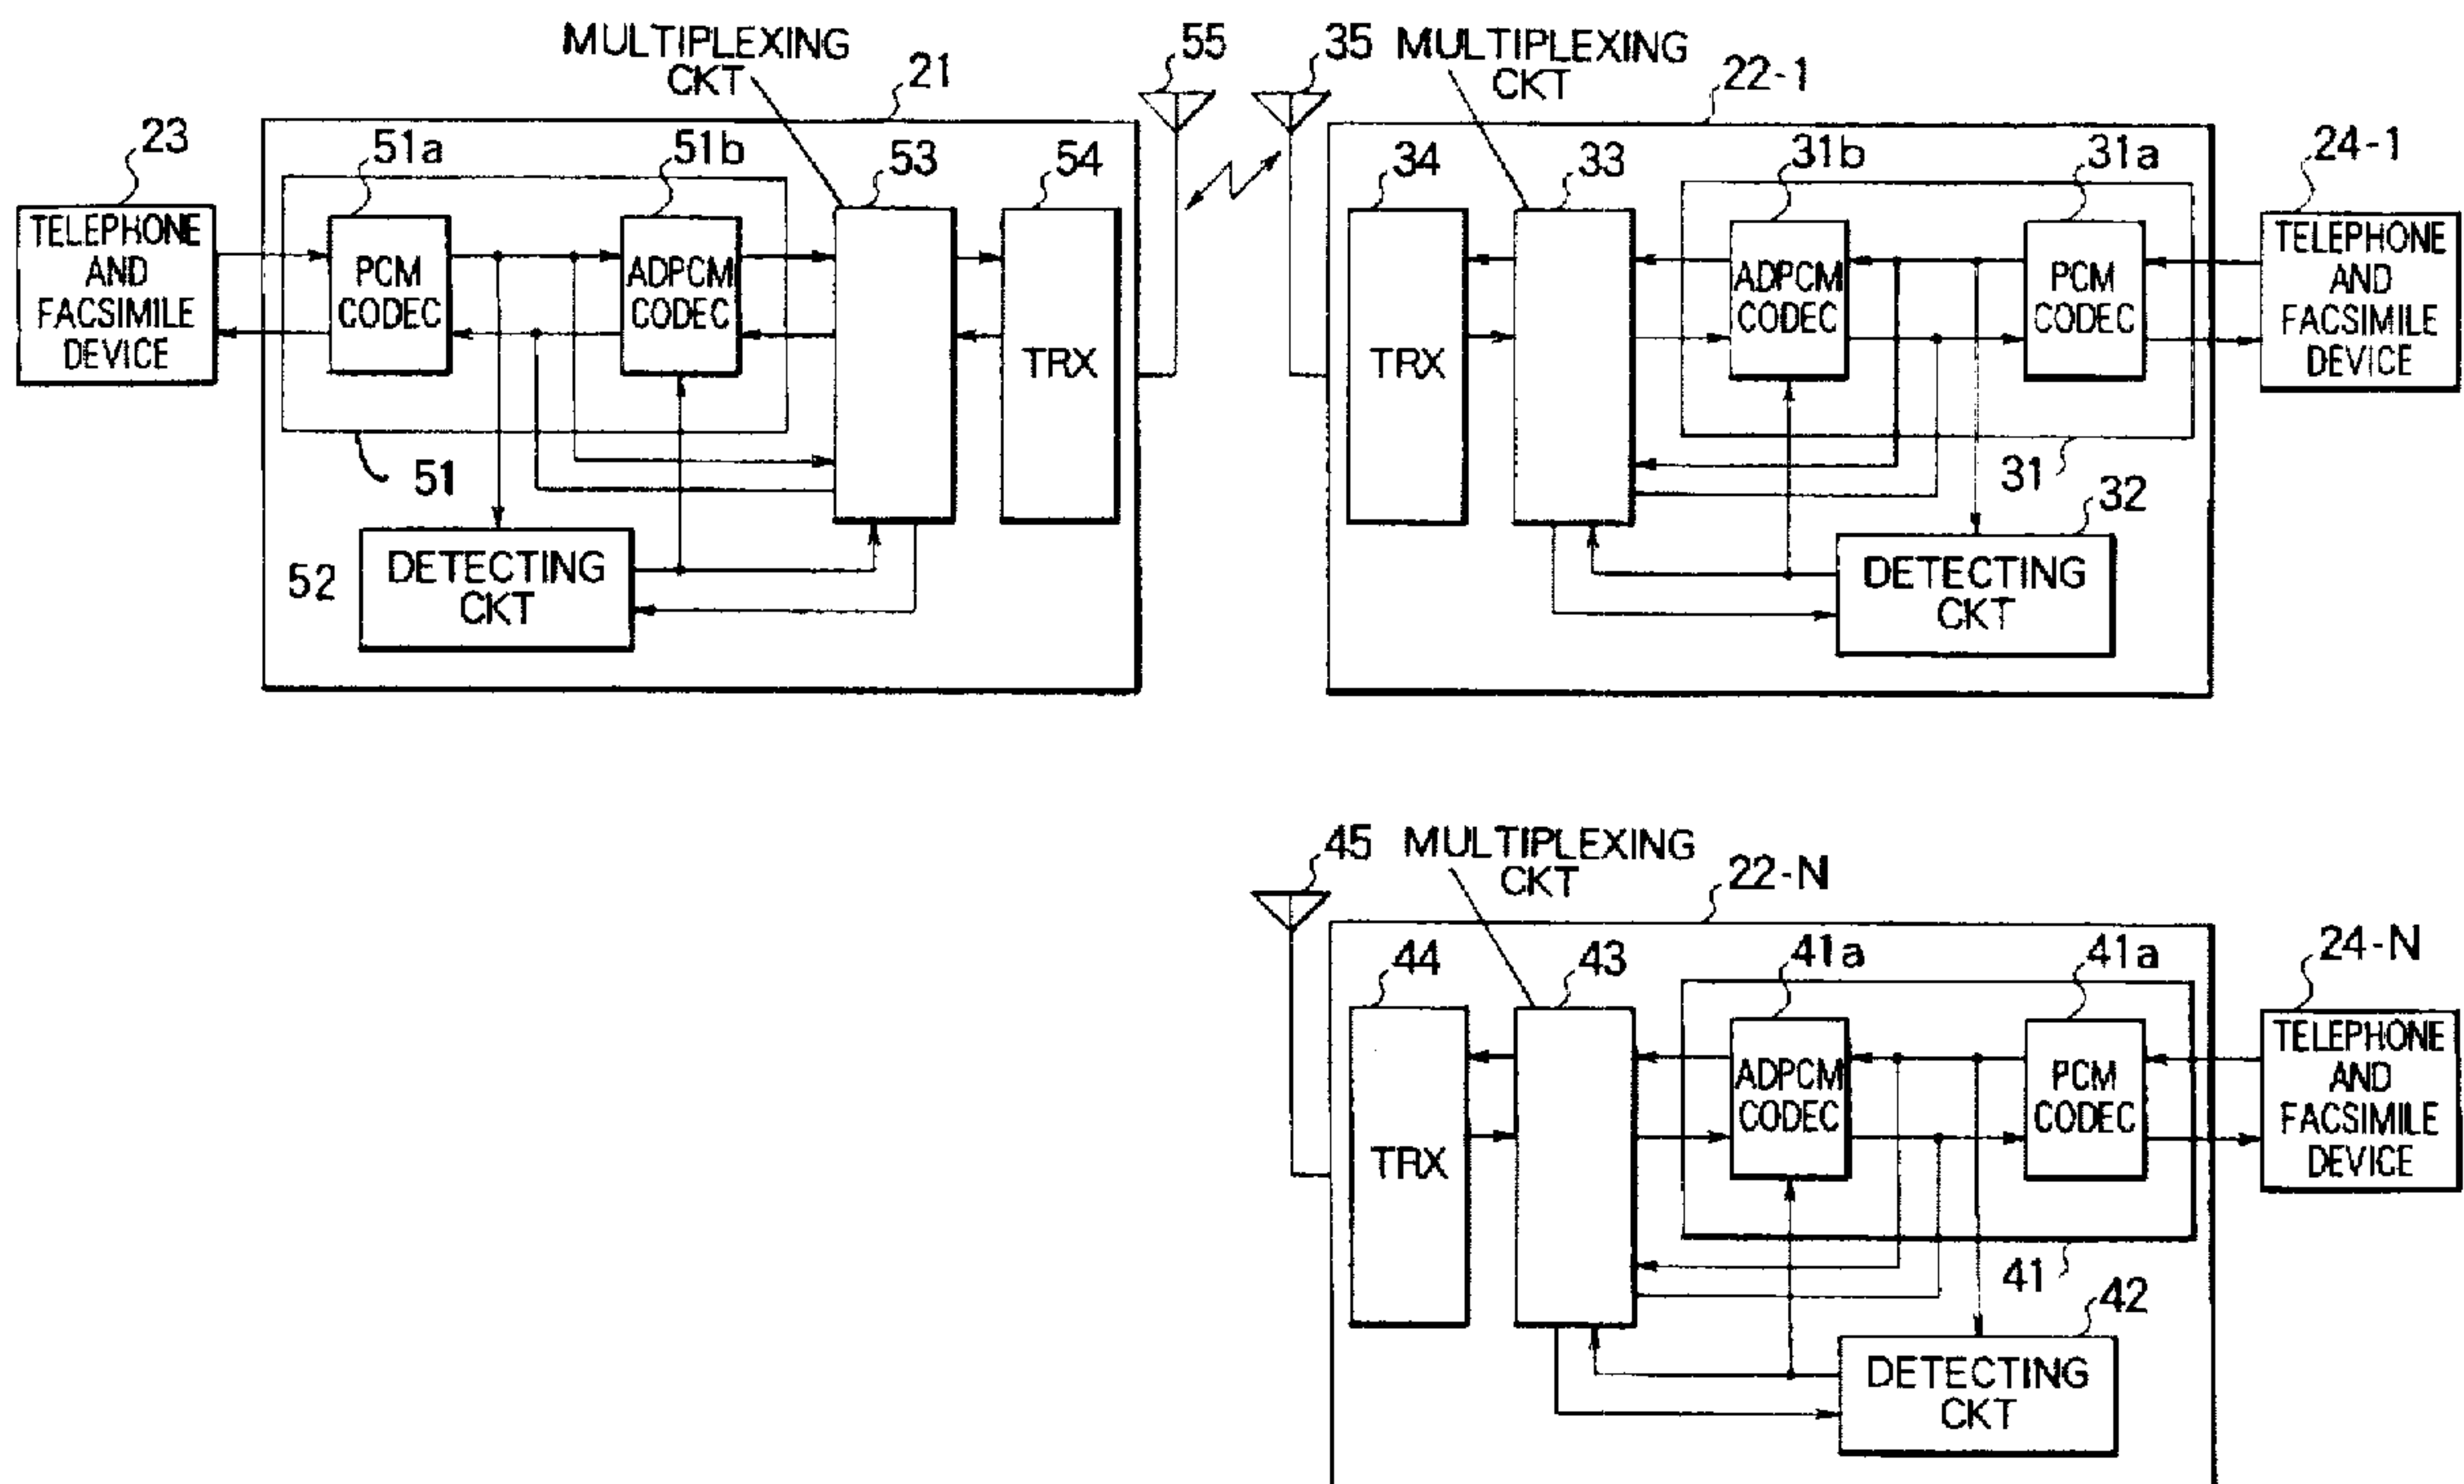 MULTIPLEXING
CKT
21
55
35
MULTIPLEXING
CKT
22-1
23
51a
51b
53
54
34
33
31b
31a
24-1
TELEPHONE
AND
FACSIMILE
DEVICE
PCM
CODEC
ADPCM
CODEC
TRX
TRX
ADPCM
CODEC
PCM
CODEC
TELEPHONE
AND
FACSIMILE
DEVICE
51
31
52
DETECTING
CKT
32
DETECTING
CKT
45
MULTIPLEXING
CKT
22-N
44
43
41a
41a
24-N
TRX
ADPCM
CODEC
PCM
CODEC
TELEPHONE
AND
FACSIMILE
DEVICE
41
42
DETECTING
CKT